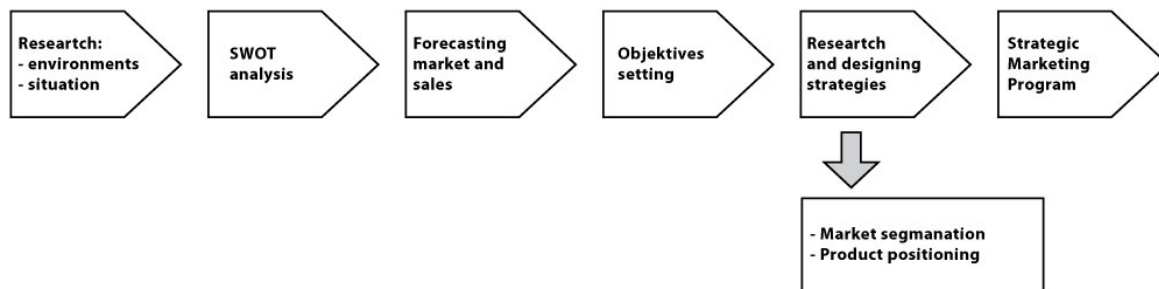 Researtch:
- environments
- situation
SWOT
analysis
Forecasting
market and
sales
Objektives
setting
Researtch
and designing
strategies
Strategic
Marketing
Program
- Market segmanation
- Product positioning